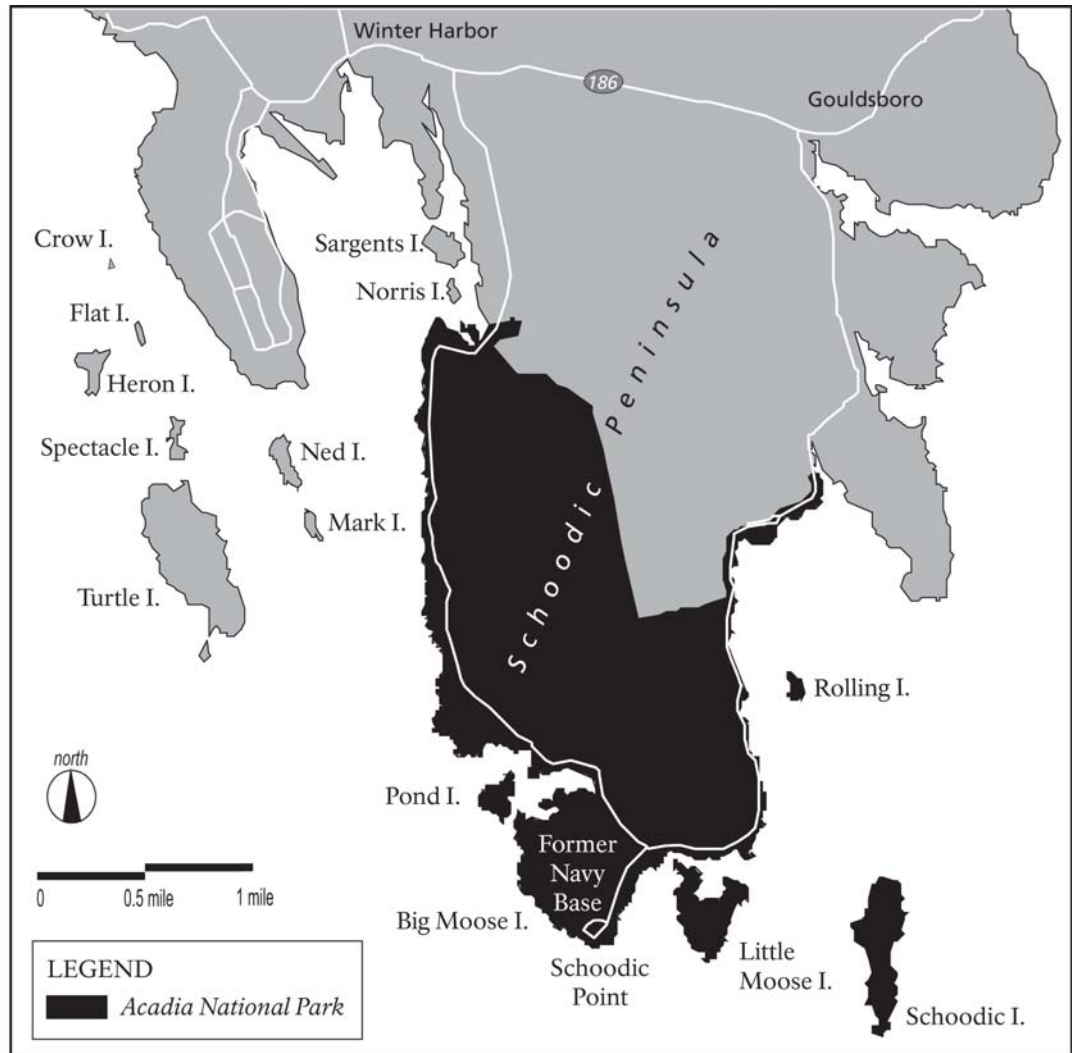 Winter Harbor
186
Gouldsboro
Crow I.
Sargents I.
Norris I.
Flat I.
Heron I.
Spectacle I.
Ned I.
Mark I.
Turtle I.
Schoodic Peninsula
Rolling I.
north
Pond I.
Former
Navy
Base
0
0.5 mile
1 mile
Big Moose I.
Schoodic
Point
Little
Moose I.
Schoodic I.
LEGEND
Acadia National Park